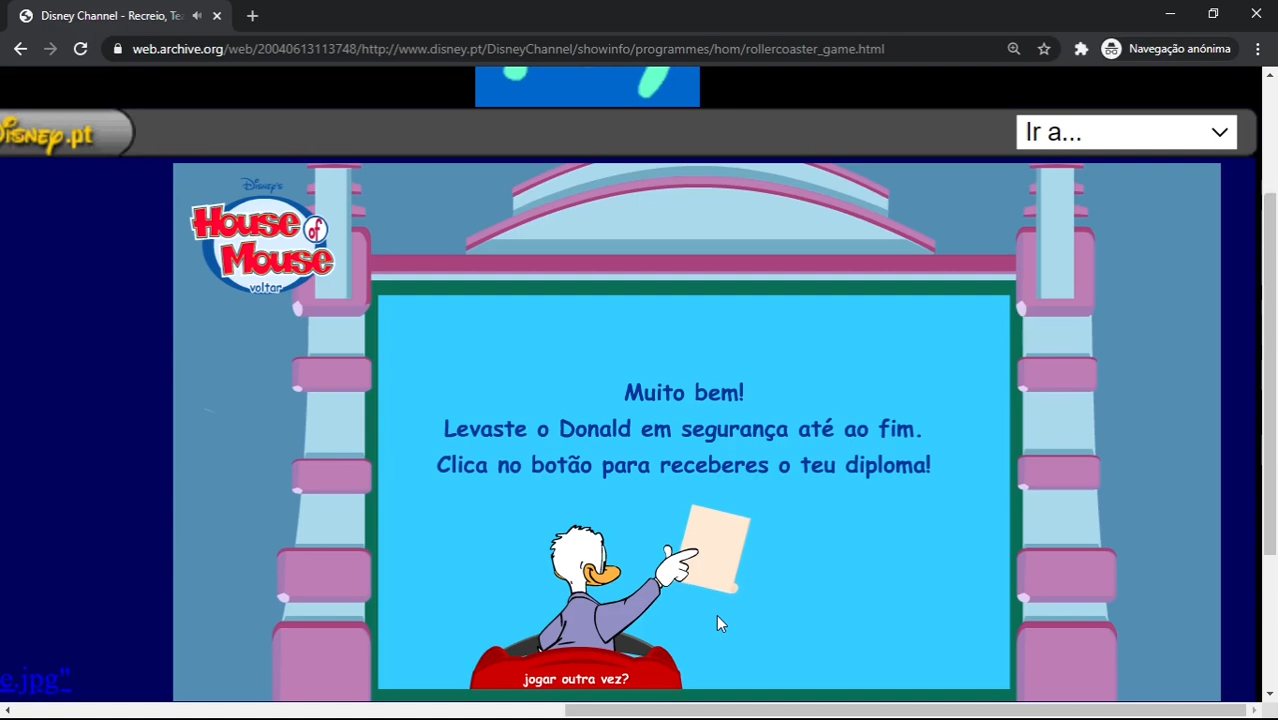 Disney Channel - Recreio, Te
web.archive.org/web/20040613113748/http://www.disney.pt/DisneyChannel/showinfo/programmes/hom/rollercoaster_game.html
Navegação anónima
Disney.pt
Ir a...
Disney's
House of
Mouse
voltar
Muito bem!
Levaste o Donald em segurança até ao fim.
Clica no botão para receberes o teu diploma!
jogar outra vez?
e.jpg"